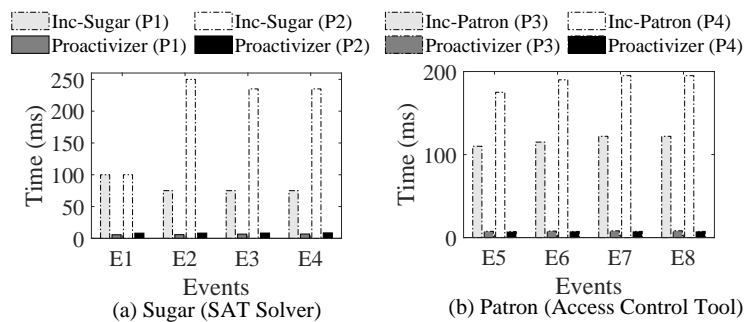 Inc-Sugar (P1) Inc-Sugar (P2)
Proactivizer (P1) Proactivizer (P2)
250
200
150
100
50
0
Time (ms)
E1 E2 E3 E4
Events
(a) Sugar (SAT Solver)
Inc-Patron (P3) Inc-Patron (P4)
Proactivizer (P3) Proactivizer (P4)
200
100
0
Time (ms)
E5 E6 E7 E8
Events
(b) Patron (Access Control Tool)